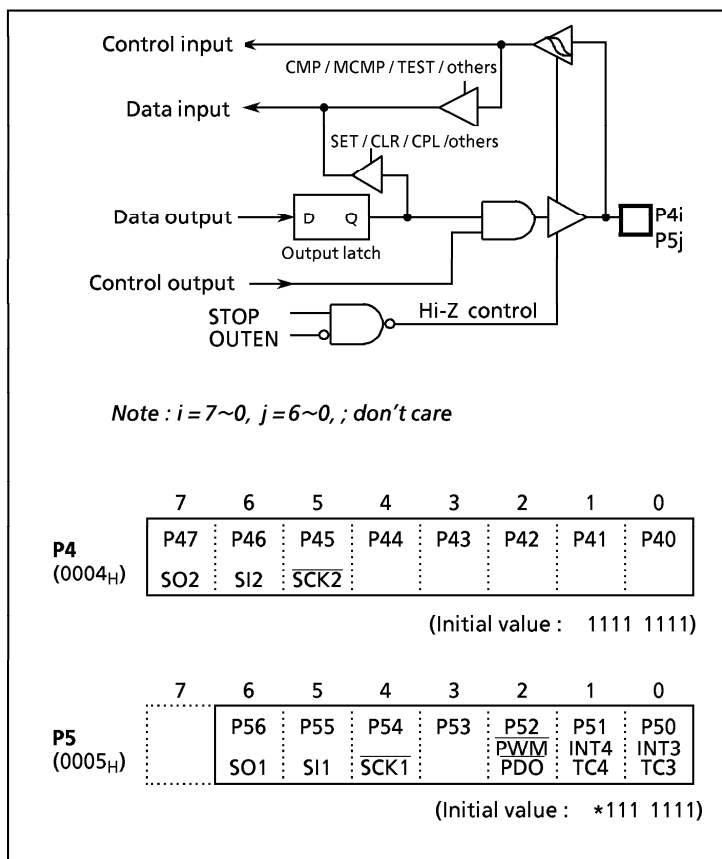 Control input
CMP / MCMP / TEST / others
Data input
SET / CLR / CPL /others
Data output
D Q
P4i
P5j
Output latch
Control output
STOP
OUTEN
Hi-Z control
Note : i = 7~0, j = 6~0, ; don't care
7 6 5 4 3 2 1 0
P4
(0004H)
P47 P46 P45 P44 P43 P42 P41 P40
SO2 SI2 SCK2
(Initial value : 1111 1111)
7 6 5 4 3 2 1 0
P5
(0005H)
P56 P55 P54 P53 P52 P51 P50
PWM INT4 INT3
SO1 SI1 SCK1 PDO TC4 TC3
(Initial value : *111 1111)